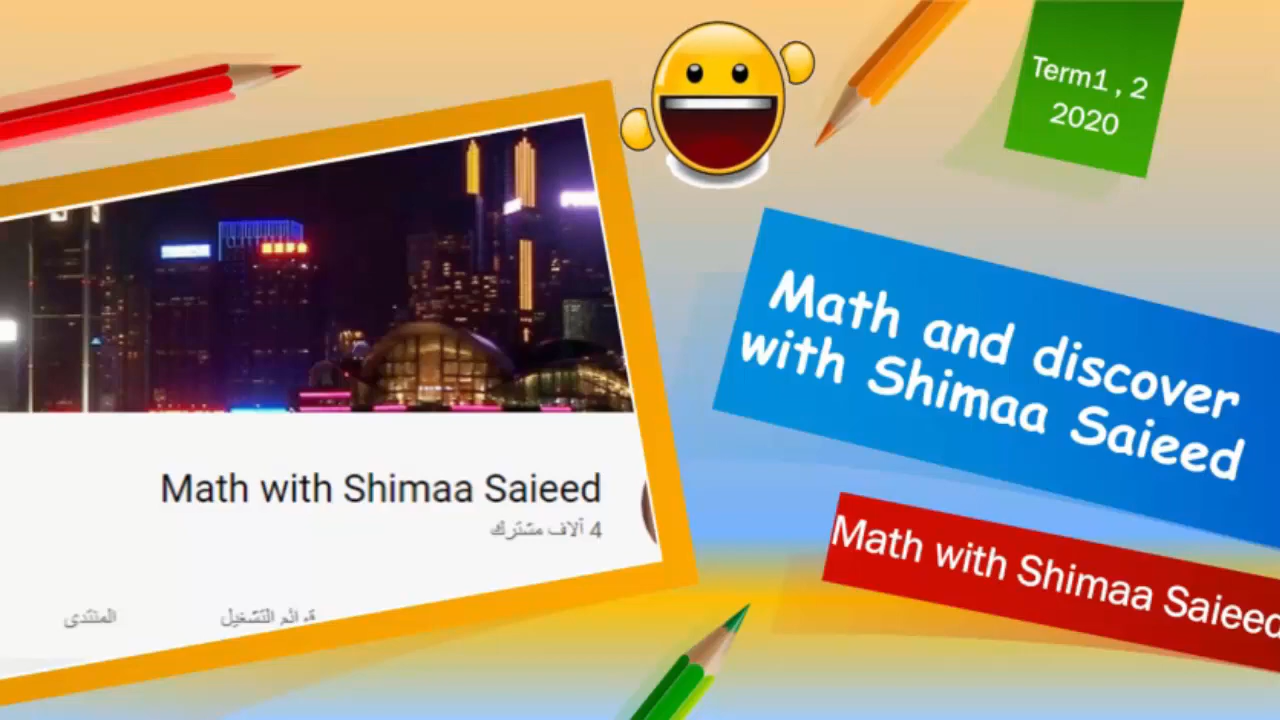 Term1 , 2
2020
Math and discover
with Shimaa Saieed
Math with Shimaa Saieed
4 آلاف مشترك
قوائم التشغيل
المنتدى
Math with Shimaa Saieed